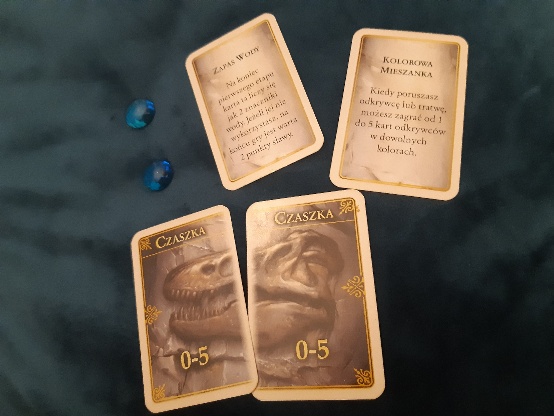 Zapas Wody
Na koniec
pierwszego etapu
karta ta liczy się
jak 2 znaczniki
wody. Jeżeli jej nie
wykorzystasz, na
końcu gry jest warta
2 punkty sławy.
Kolorowa
Mieszanka
Kiedy poruszasz
odkrywcę lub tratwę,
możesz zagrać od 1
do 5 kart odkrywców
w dowolnych
kolorach.
Czaszka
0-5
Czaszka
0-5